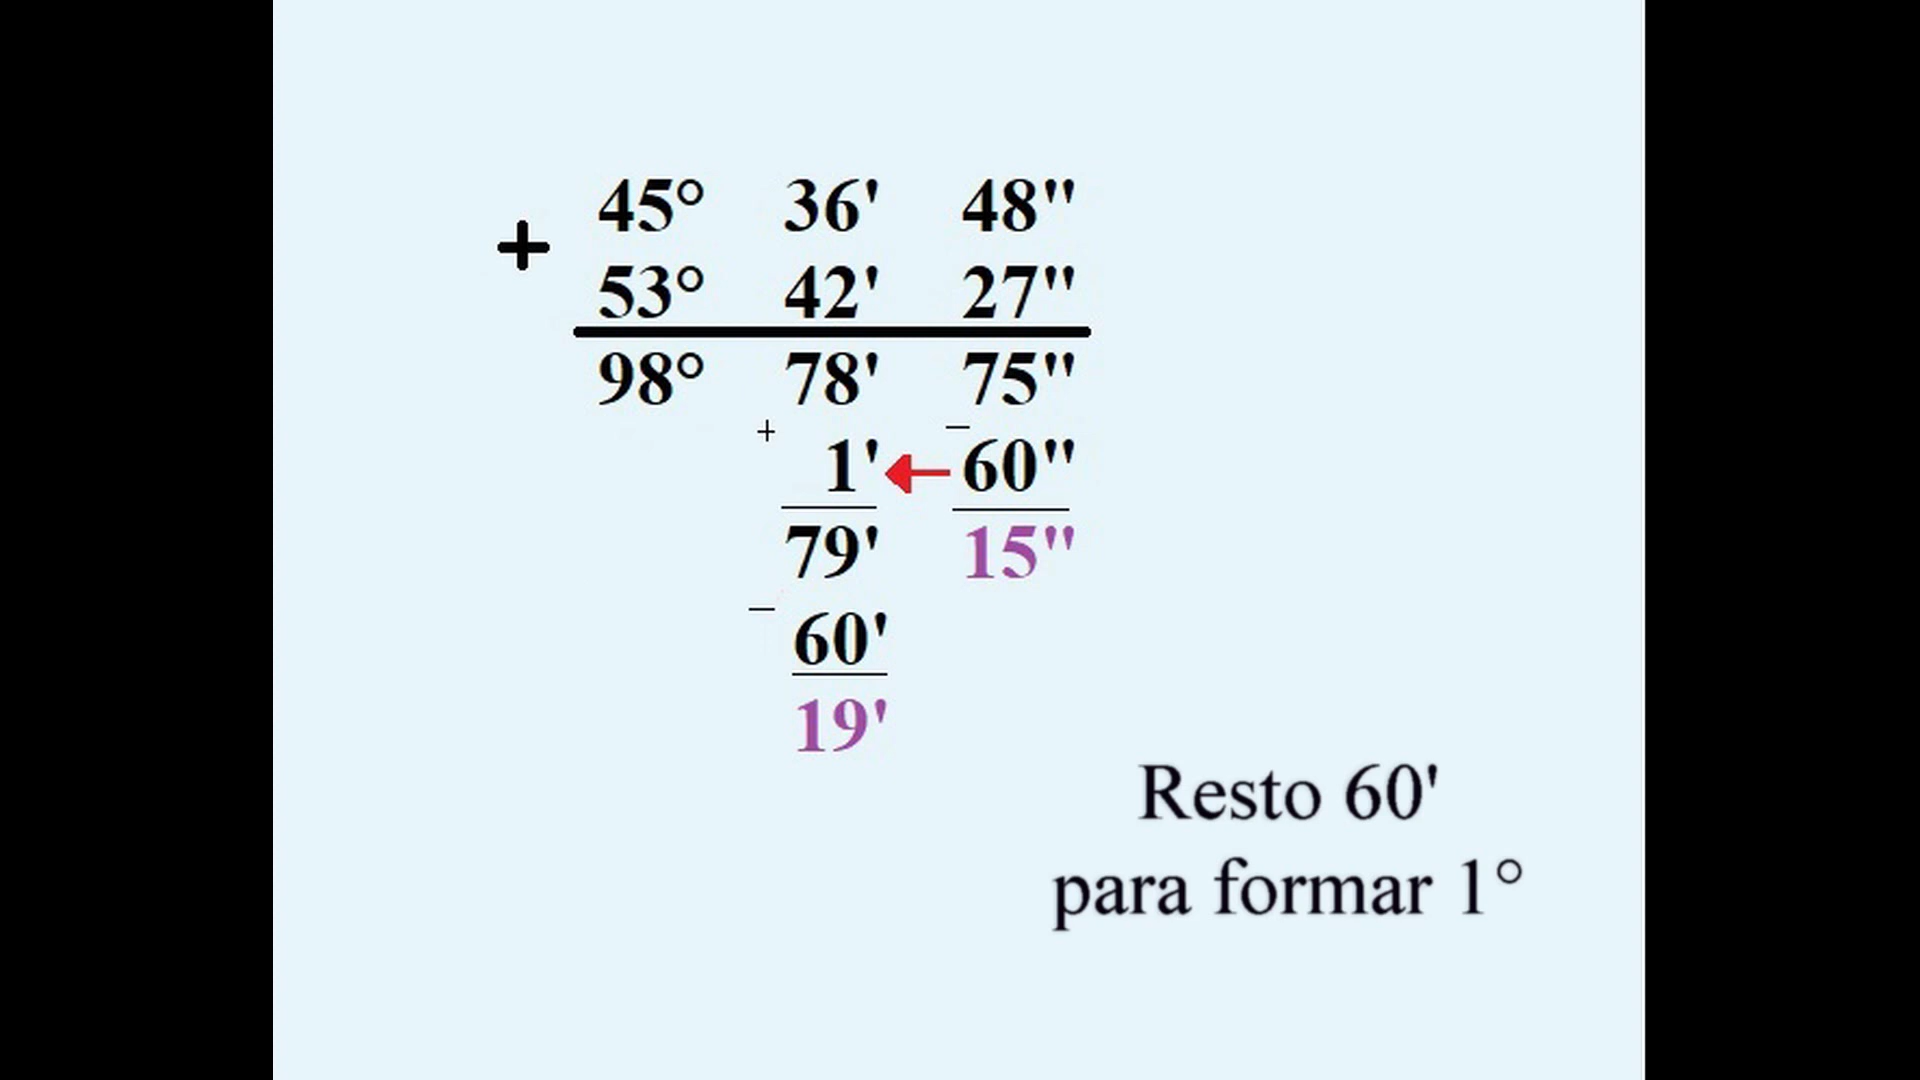 45° 36' 48"
+
53° 42' 27"
98° 78' 75"
+ −
1' 60"
79' 15"
−
60'
19'
Resto 60'
para formar 1°